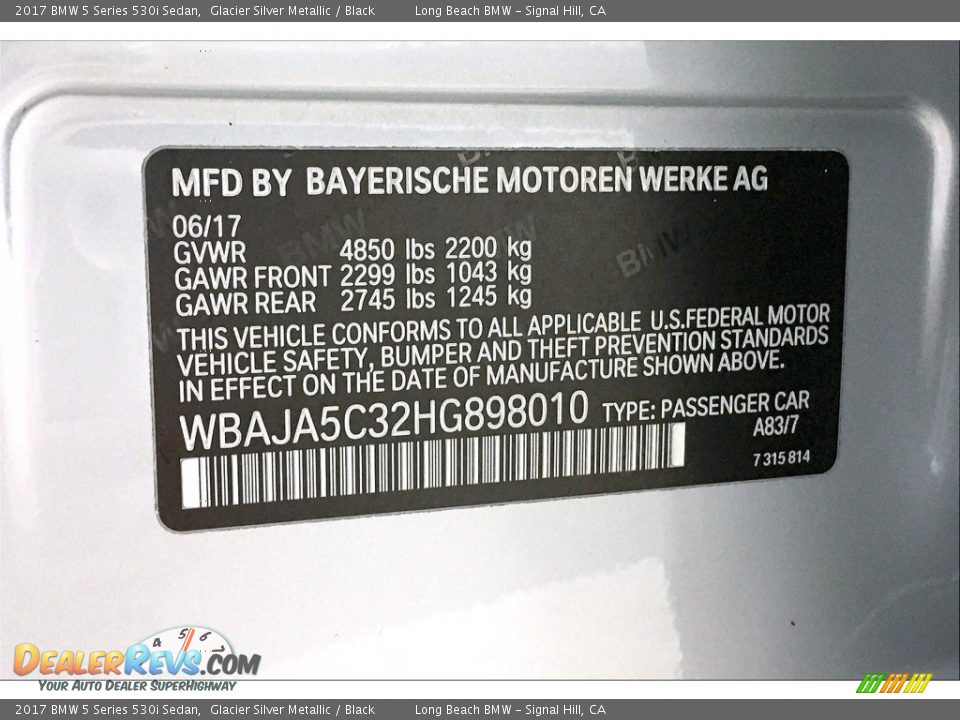 2017 BMW 5 Series 530i Sedan,  Glacier Silver Metallic / Black  Long Beach BMW – Signal Hill, CA
MFD BY BAYERISCHE MOTOREN WERKE AG
06/17
GVWR 4850 lbs 2200 kg
GAWR FRONT 2299 lbs 1043 kg
GAWR REAR 2745 lbs 1245 kg
THIS VEHICLE CONFORMS TO ALL APPLICABLE U.S.FEDERAL MOTOR
VEHICLE SAFETY, BUMPER AND THEFT PREVENTION STANDARDS
IN EFFECT ON THE DATE OF MANUFACTURE SHOWN ABOVE.
WBAJA5C32HG898010 TYPE: PASSENGER CAR
A83/7
7 315 814
4 5 6 7
DEALERREVS.COM
YOUR AUTO DEALER SUPERHIGHWAY
2017 BMW 5 Series 530i Sedan,  Glacier Silver Metallic / Black  Long Beach BMW – Signal Hill, CA